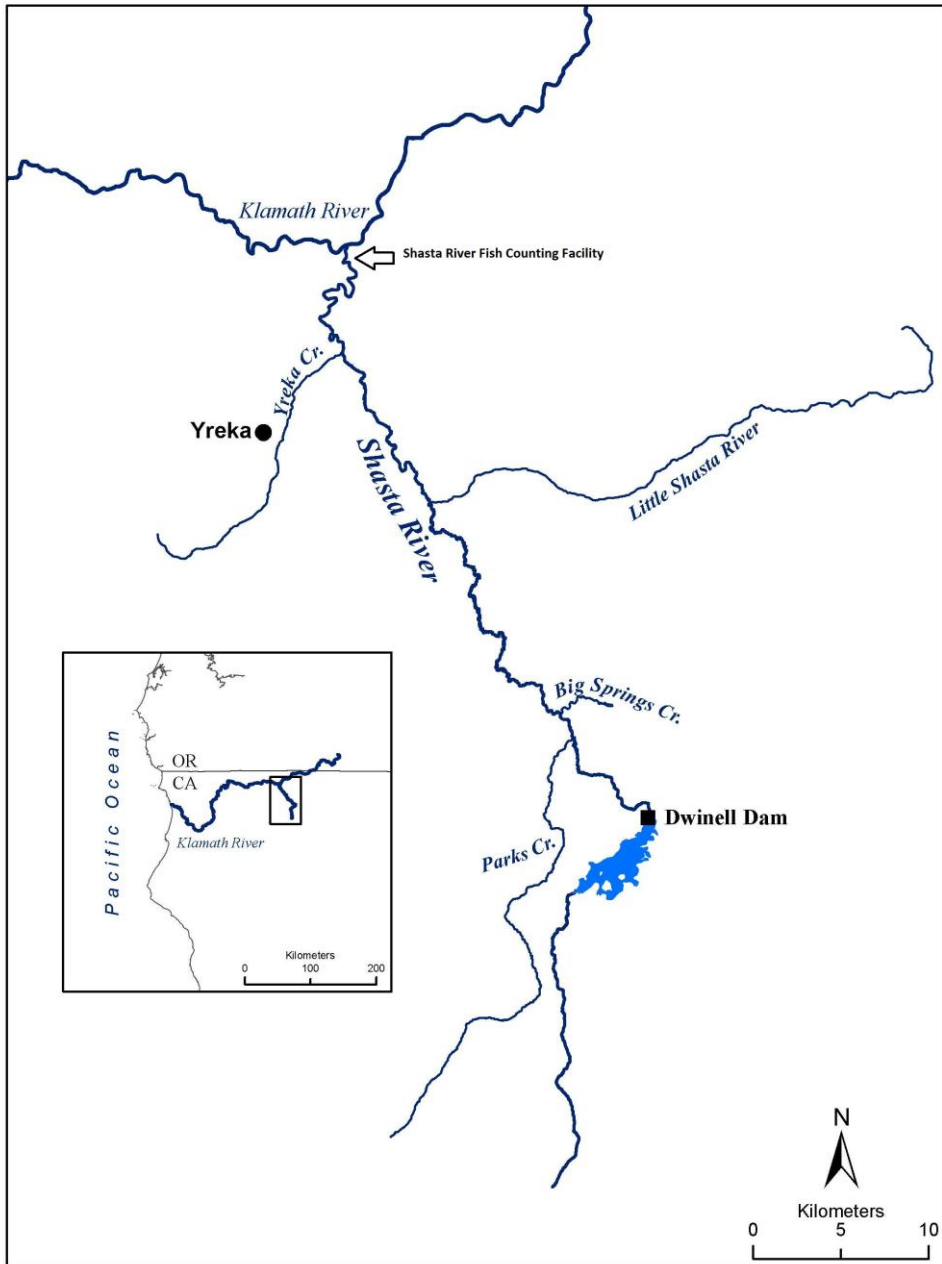 Klamath River
Shasta River Fish Counting Facility
Yreka Cr.
Yreka
Shasta River
Little Shasta River
Big Springs Cr.
Dwinell Dam
Parks Cr.
Pacific Ocean
OR
CA
Klamath River
Kilometers
0 100 200
N
Kilometers
0 5 10